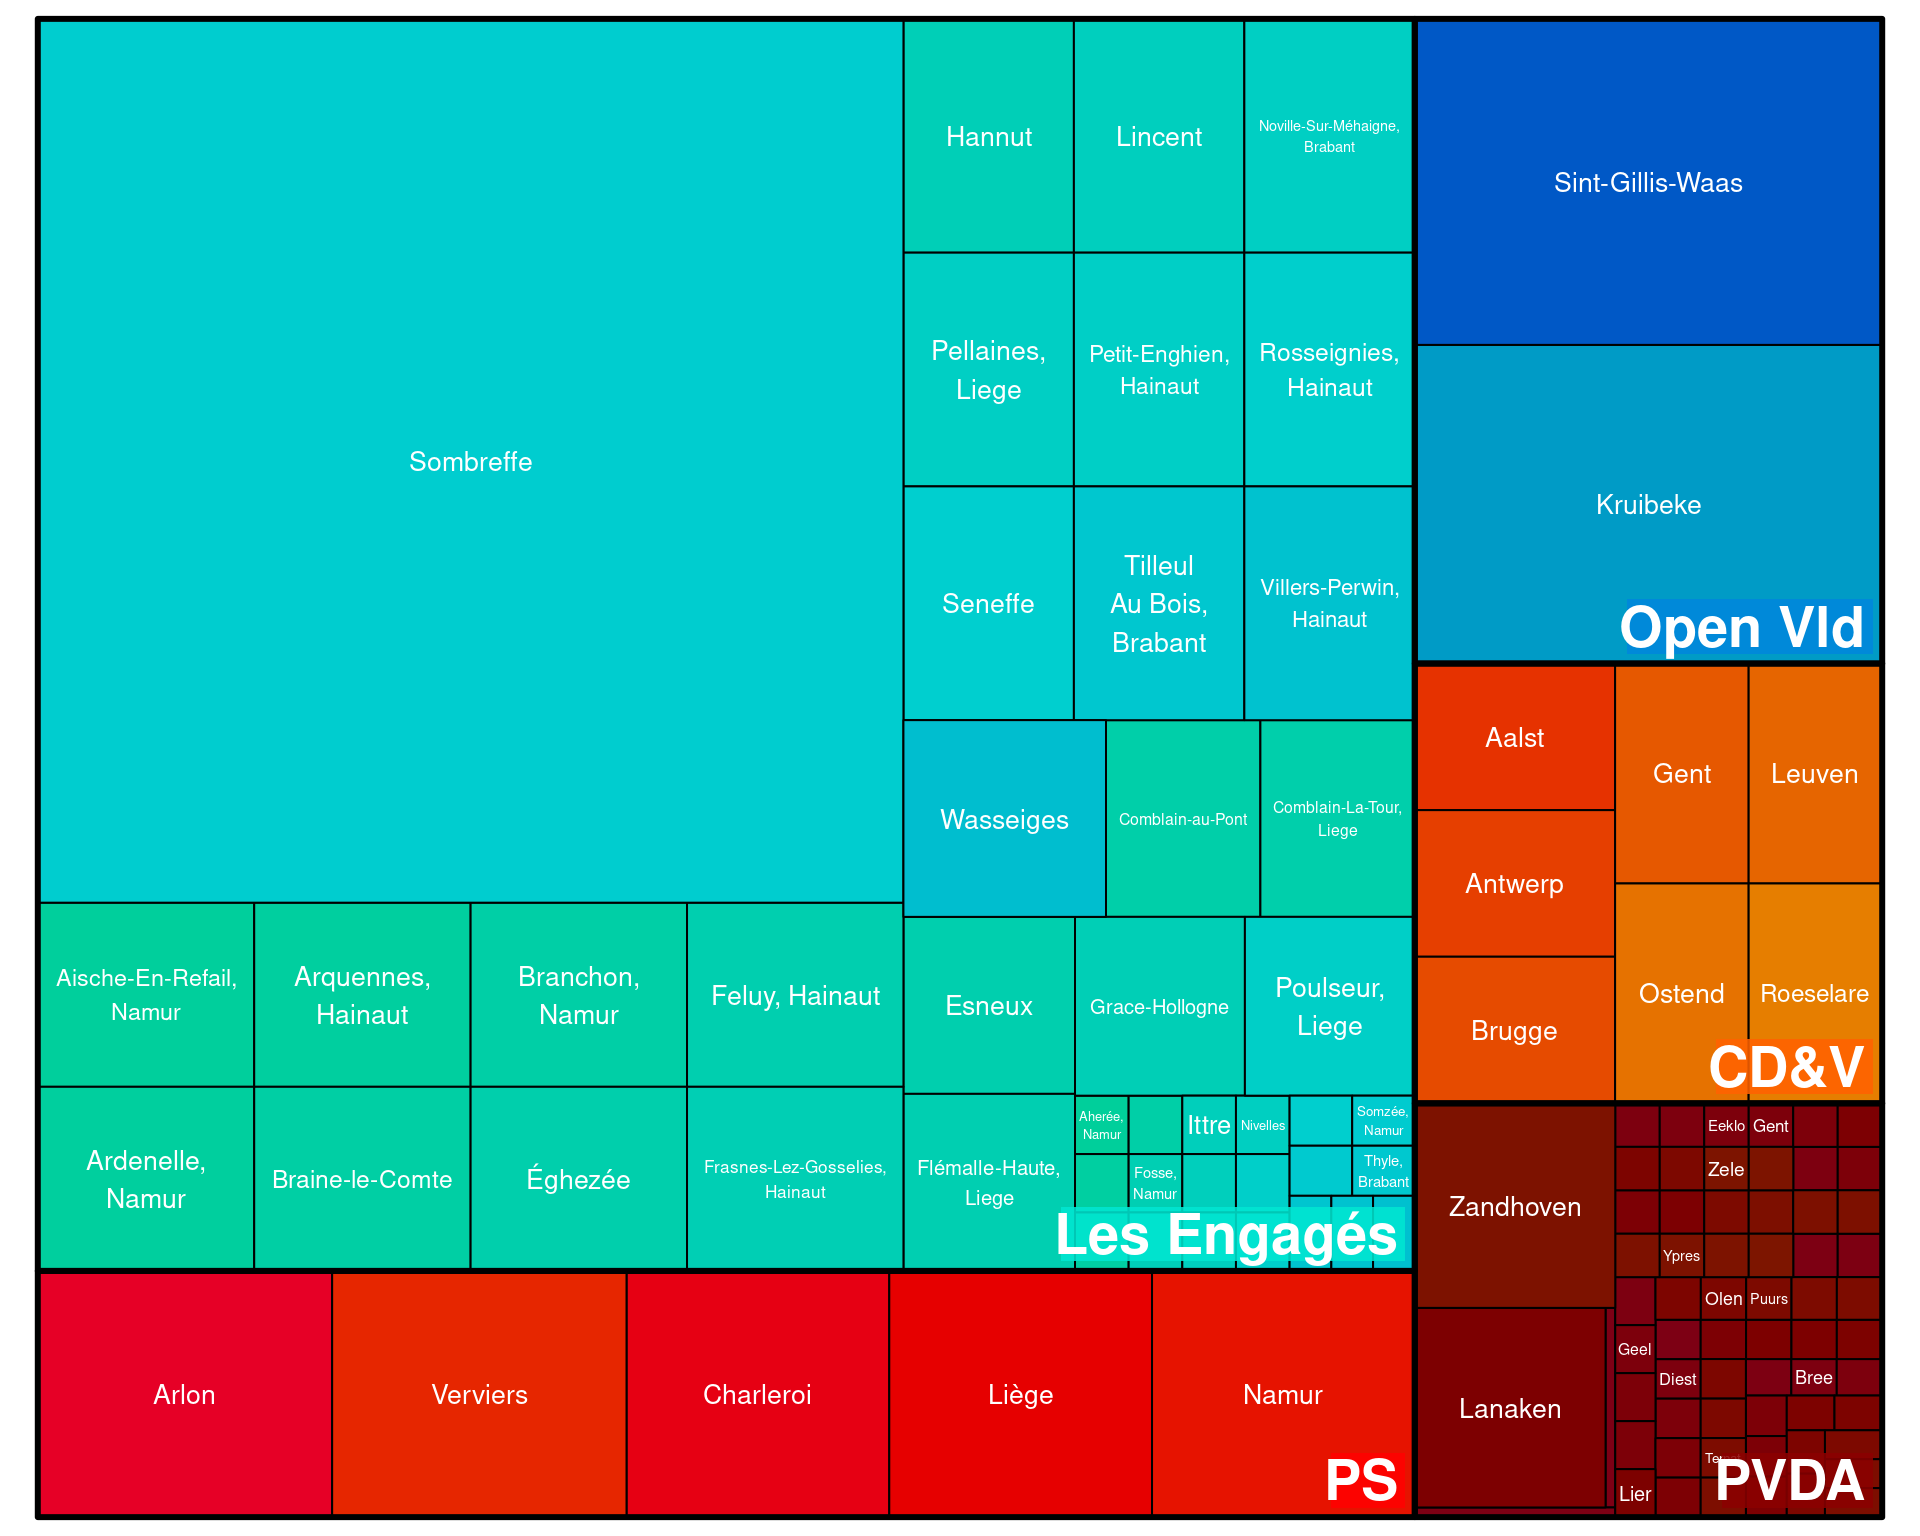 Sombreffe
Hannut
Lincent
Noville-Sur-Méhaigne,
Brabant
Pellaines,
Liege
Petit-Enghien,
Hainaut
Rosseignies,
Hainaut
Seneffe
Tilleul
Au Bois,
Brabant
Villers-Perwin,
Hainaut
Wasseiges
Comblain-au-Pont
Comblain-La-Tour,
Liege
Aische-En-Refail,
Namur
Arquennes,
Hainaut
Branchon,
Namur
Feluy, Hainaut
Ardenelle,
Namur
Braine-le-Comte
Éghezée
Frasnes-Lez-Gosselies,
Hainaut
Esneux
Grace-Hollogne
Poulseur,
Liege
Flémalle-Haute,
Liege
Aherée,
Namur
Ittre
Nivelles
Somzée,
Namur
Fosse,
Namur
Thyle,
Brabant
Les Engagés
Arlon
Verviers
Charleroi
Liège
Namur
PS
Sint-Gillis-Waas
Kruibeke
Open Vld
Aalst
Gent
Leuven
Antwerp
Brugge
Ostend
Roeselare
CD&V
Zandhoven
Lanaken
Eeklo
Gent
Zele
Ypres
Olen
Puurs
Geel
Diest
Bree
Lier
PVDA